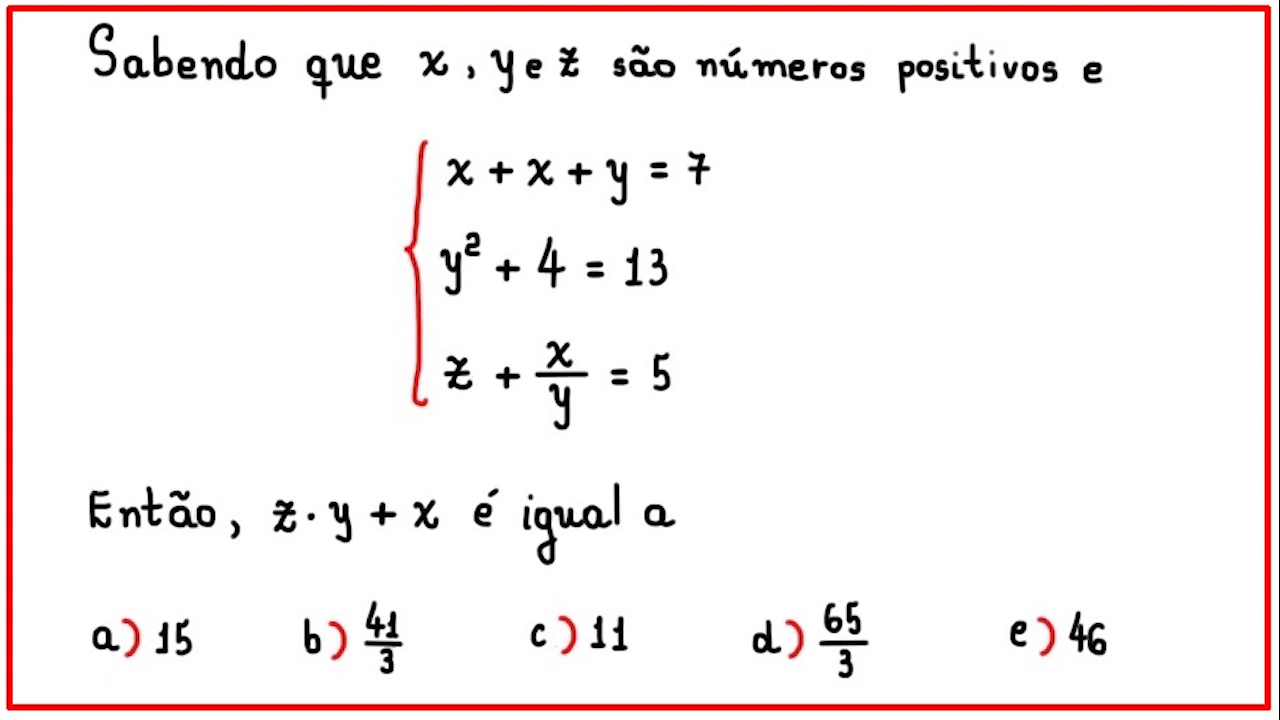 Sabendo que x, y e z são números positivos e
x + x + y = 7
y² + 4 = 13
z + x/y = 5
Então, z · y + x é igual a
a) 15 b) 41/3 c) 11 d) 65/3 e) 46